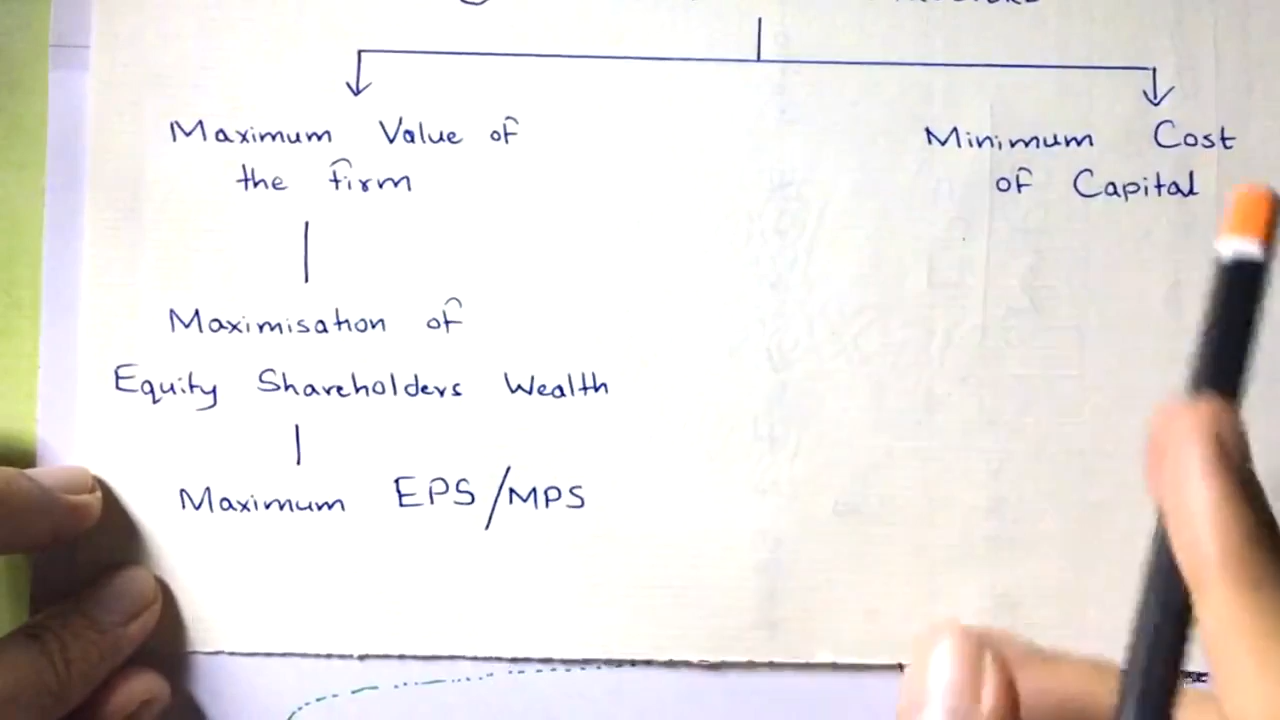 Maximum Value of
the firm
Minimum Cost
of Capital
Maximisation of
Equity Shareholders Wealth
Maximum EPS/MPS